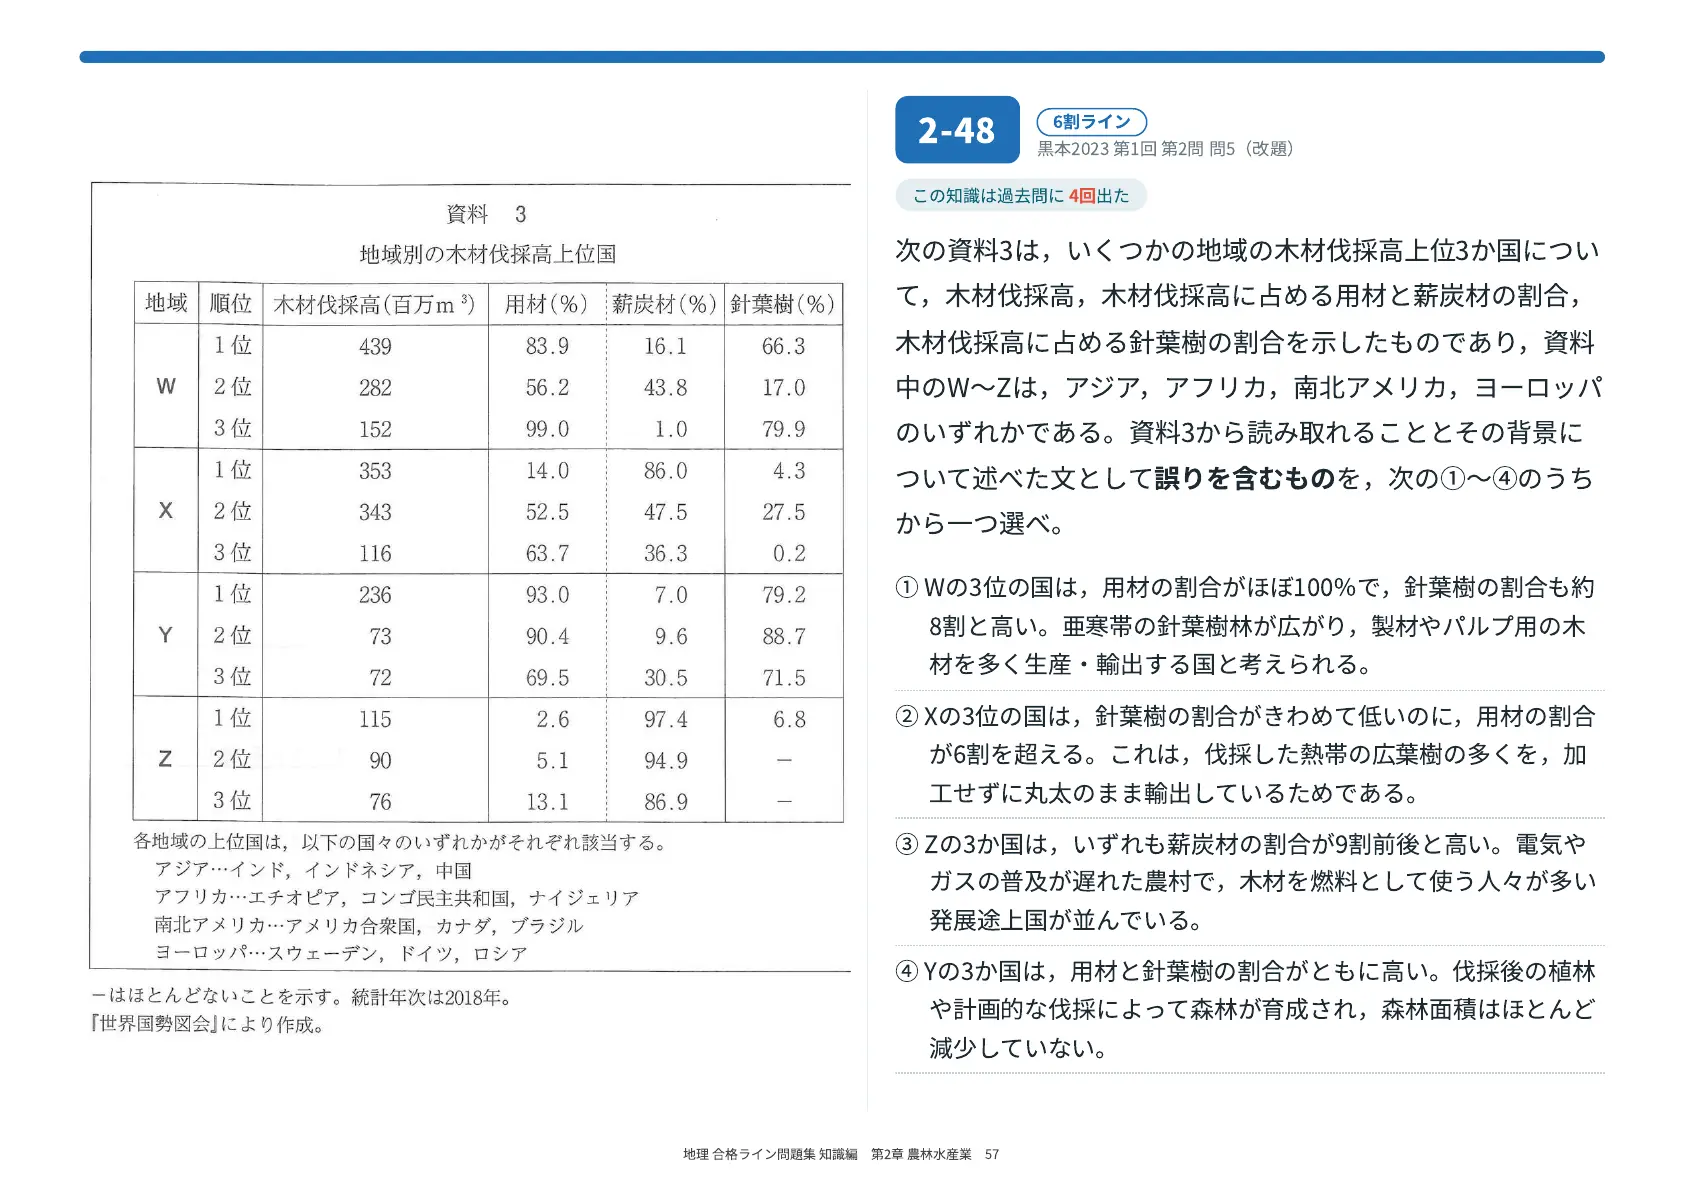 2-48
6割ライン
黒本2023 第1回 第2問 問5（改題）
この知識は過去問に 4回出た
次の資料3は，いくつかの地域の木材伐採高上位3か国につい
て，木材伐採高，木材伐採高に占める用材と薪炭材の割合，
木材伐採高に占める針葉樹の割合を示したものであり，資料
中のW～Zは，アジア，アフリカ，南北アメリカ，ヨーロッパ
のいずれかである。資料3から読み取れることとその背景に
ついて述べた文として誤りを含むものを，次の①～④のうち
から一つ選べ。
① Wの3位の国は，用材の割合がほぼ100%で，針葉樹の割合も約
8割と高い。亜寒帯の針葉樹林が広がり，製材やパルプ用の木
材を多く生産・輸出する国と考えられる。
② Xの3位の国は，針葉樹の割合がきわめて低いのに，用材の割合
が6割を超える。これは，伐採した熱帯の広葉樹の多くを，加
工せずに丸太のまま輸出しているためである。
③ Zの3か国は，いずれも薪炭材の割合が9割前後と高い。電気や
ガスの普及が遅れた農村で，木材を燃料として使う人々が多い
発展途上国が並んでいる。
④ Yの3か国は，用材と針葉樹の割合がともに高い。伐採後の植林
や計画的な伐採によって森林が育成され，森林面積はほとんど
減少していない。
資料 3
地域別の木材伐採高上位国
地域 順位 木材伐採高(百万m³) 用材(%) 薪炭材(%) 針葉樹(%)
W 1位 439 83.9 16.1 66.3
2位 282 56.2 43.8 17.0
3位 152 99.0 1.0 79.9
X 1位 353 14.0 86.0 4.3
2位 343 52.5 47.5 27.5
3位 116 63.7 36.3 0.2
Y 1位 236 93.0 7.0 79.2
2位 73 90.4 9.6 88.7
3位 72 69.5 30.5 71.5
Z 1位 115 2.6 97.4 6.8
2位 90 5.1 94.9 －
3位 76 13.1 86.9 －
各地域の上位国は，以下の国々のいずれかがそれぞれ該当する。
アジア…インド，インドネシア，中国
アフリカ…エチオピア，コンゴ民主共和国，ナイジェリア
南北アメリカ…アメリカ合衆国，カナダ，ブラジル
ヨーロッパ…スウェーデン，ドイツ，ロシア
－はほとんどないことを示す。統計年次は2018年。
『世界国勢図会』により作成。
地理 合格ライン問題集 知識編 第2章 農林水産業 57